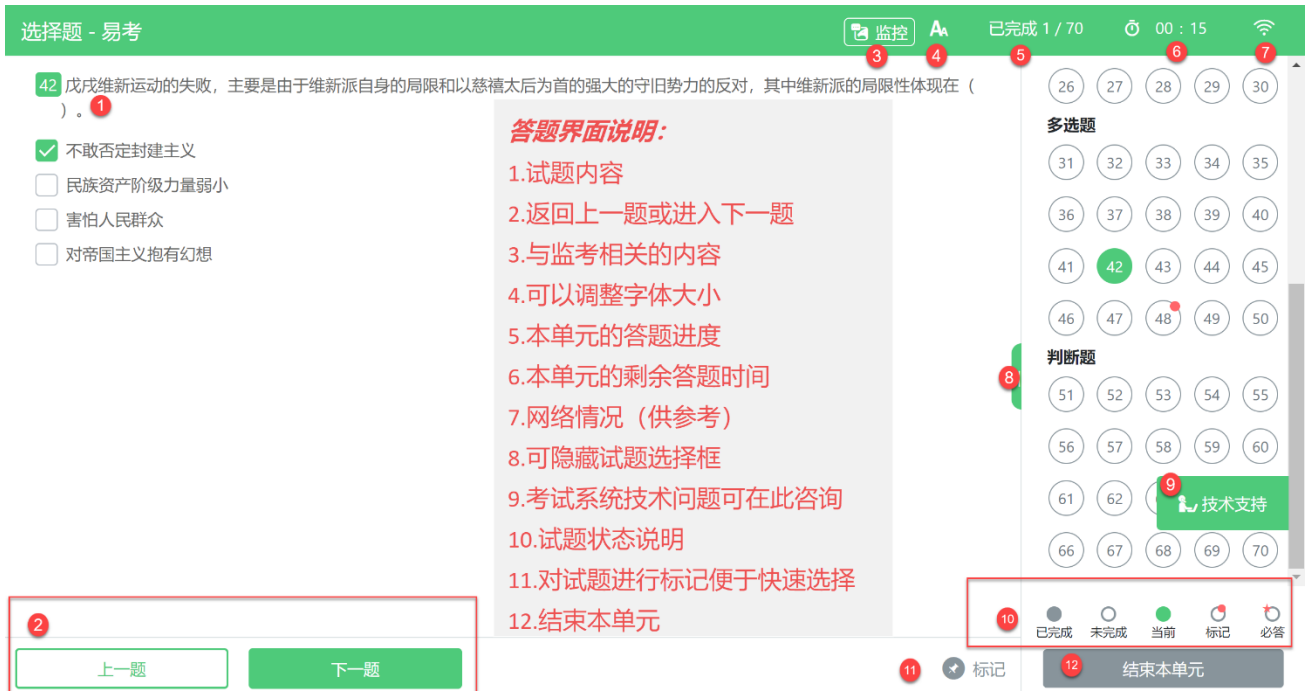 选择题 - 易考
监控
AA
已完成 1 / 70
00 : 15
3
4
5
6
7
42 戊戌维新运动的失败，主要是由于维新派自身的局限和以慈禧太后为首的强大的守旧势力的反对，其中维新派的局限性体现在（
）。
1
不敢否定封建主义
民族资产阶级力量弱小
害怕人民群众
对帝国主义抱有幻想
答题界面说明：
1.试题内容
2.返回上一题或进入下一题
3.与监考相关的内容
4.可以调整字体大小
5.本单元的答题进度
6.本单元的剩余答题时间
7.网络情况（供参考）
8.可隐藏试题选择框
9.考试系统技术问题可在此咨询
10.试题状态说明
11.对试题进行标记便于快速选择
12.结束本单元
26 27 28 29 30
多选题
31 32 33 34 35
36 37 38 39 40
41 42 43 44 45
46 47 48 49 50
判断题
8
51 52 53 54 55
56 57 58 59 60
61 62
9
技术支持
66 67 68 69 70
10
已完成 未完成 当前 标记 必答
2
上一题
下一题
11
标记
12
结束本单元